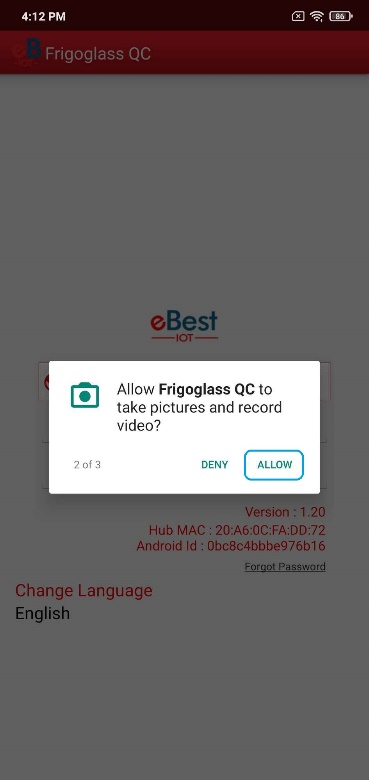 4:12 PM
86
B Frigoglass QC
eBest
IOT
Allow Frigoglass QC to
take pictures and record
video?
2 of 3
DENY
ALLOW
Version : 1.20
Hub MAC : 20:A6:0C:FA:DD:72
Android Id : 0bc8c4bbbe976b16
Forgot Password
Change Language
English